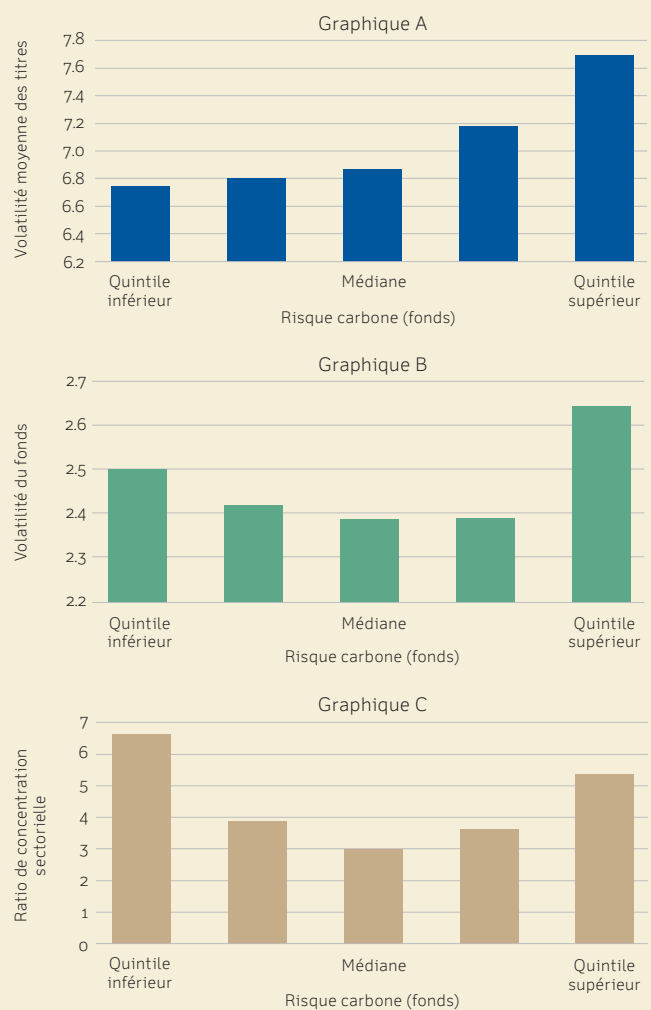 Graphique A
Volatilité moyenne des titres
7.8
7.6
7.4
7.2
7.0
6.8
6.6
6.4
6.2
Quintile
inférieur
Médiane
Quintile
supérieur
Risque carbone (fonds)
Graphique B
Volatilité du fonds
2.7
2.6
2.5
2.4
2.3
2.2
Quintile
inférieur
Médiane
Quintile
supérieur
Risque carbone (fonds)
Graphique C
Ratio de concentration
sectorielle
7
6
5
4
3
2
1
0
Quintile
inférieur
Médiane
Quintile
supérieur
Risque carbone (fonds)